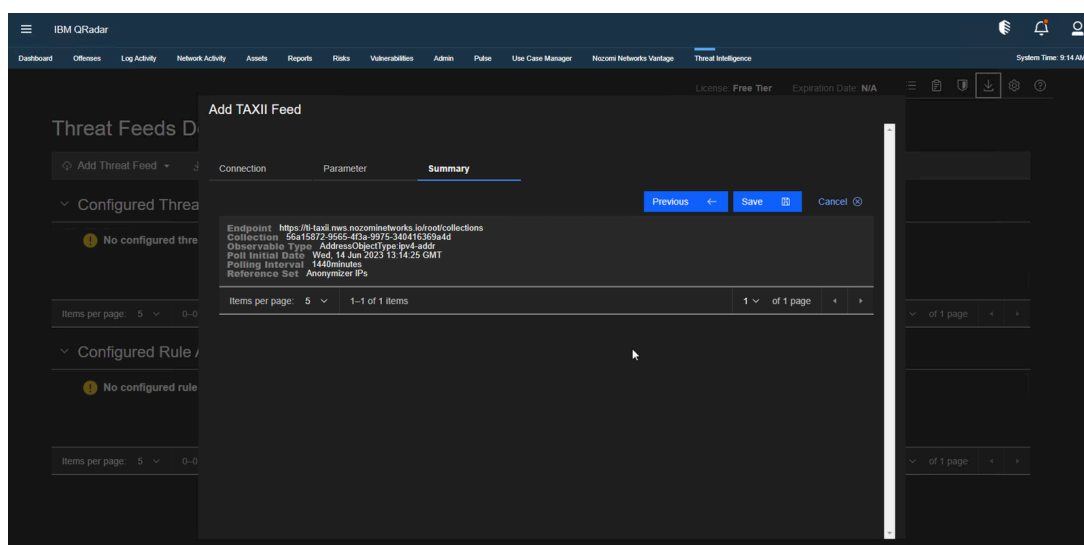 IBM QRadar
Dashboard Offenses Log Activity Network Activity Assets Reports Risks Vulnerabilities Admin Pulse Use Case Manager Nozomi Networks Vantage Threat Intelligence System Time: 9:14 AM
License: Free Tier Expiration Date: N/A
Add TAXII Feed
Threat Feeds D
Add Threat Feed
Connection Parameter Summary
Previous Save Cancel
Configured Threa
Endpoint https://ti-taxii.nws.nozominetworks.io/root/collections
Collection 56a15872-9565-4f3a-9975-340416369a4d
Observable Type AddressObjectType:ipv4-addr
Poll Initial Date Wed, 14 Jun 2023 13:14:25 GMT
Polling Interval 1440minutes
Reference Set Anonymizer IPs
No configured thre
Items per page: 5 1–1 of 1 items 1 of 1 page
Items per page: 5 0–0 of 1 page
Configured Rule
No configured rule
Items per page: 5 0–0 of 1 page